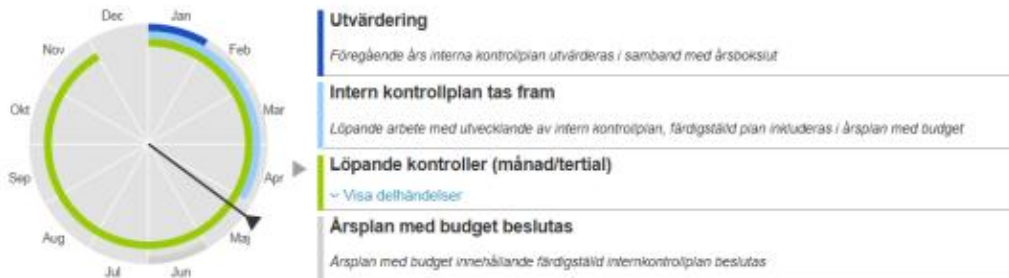 Dec
Jan
Nov
Feb
Okt
Mar
Sep
Apr
Aug
Maj
Jul
Jun
Utvärdering
Föregående års interna kontrollplan utvärderas i samband med årsbokslut
Intern kontrollplan tas fram
Löpande arbete med utvecklande av intern kontrollplan, färdigställd plan inkluderas i årsplan med budget
Löpande kontroller (månad/tertial)
Visa delhändelser
Årsplan med budget beslutas
Årsplan med budget innehållande färdigställd internkontrollplan beslutas